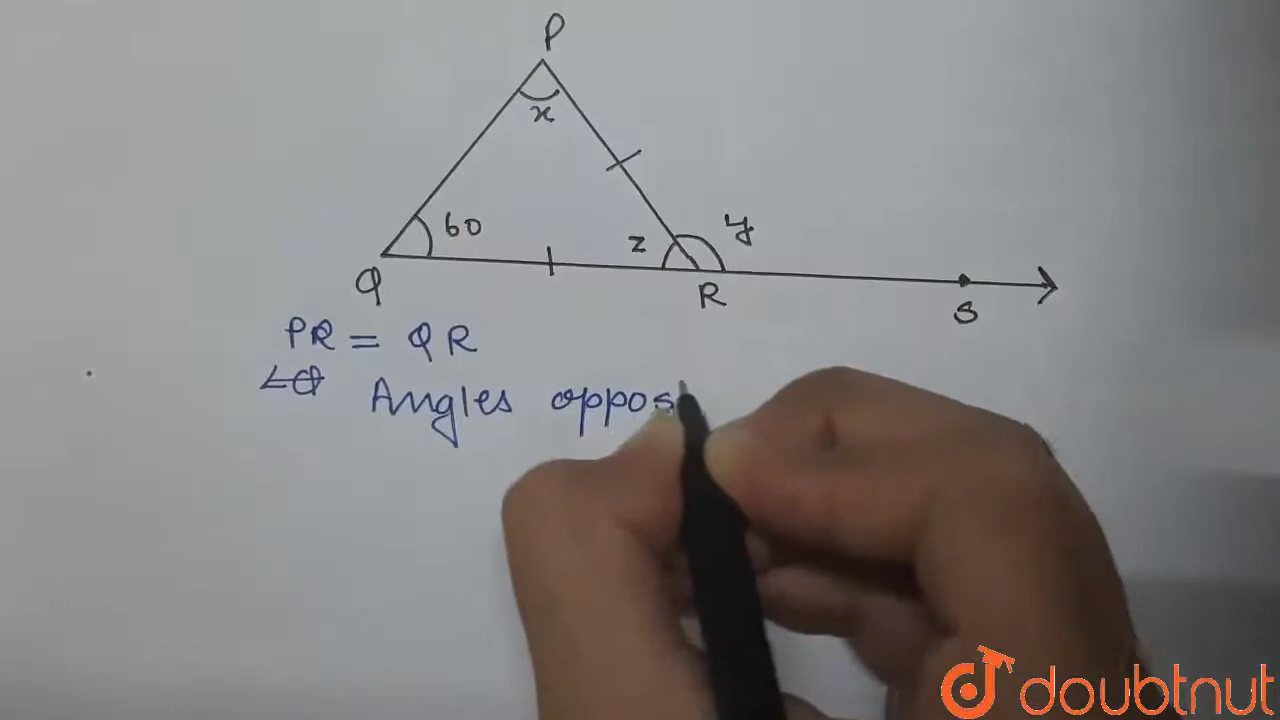 P
x
60
z
y
Q
R
S
PR = QR
∠Q Angles oppos
doubtnut